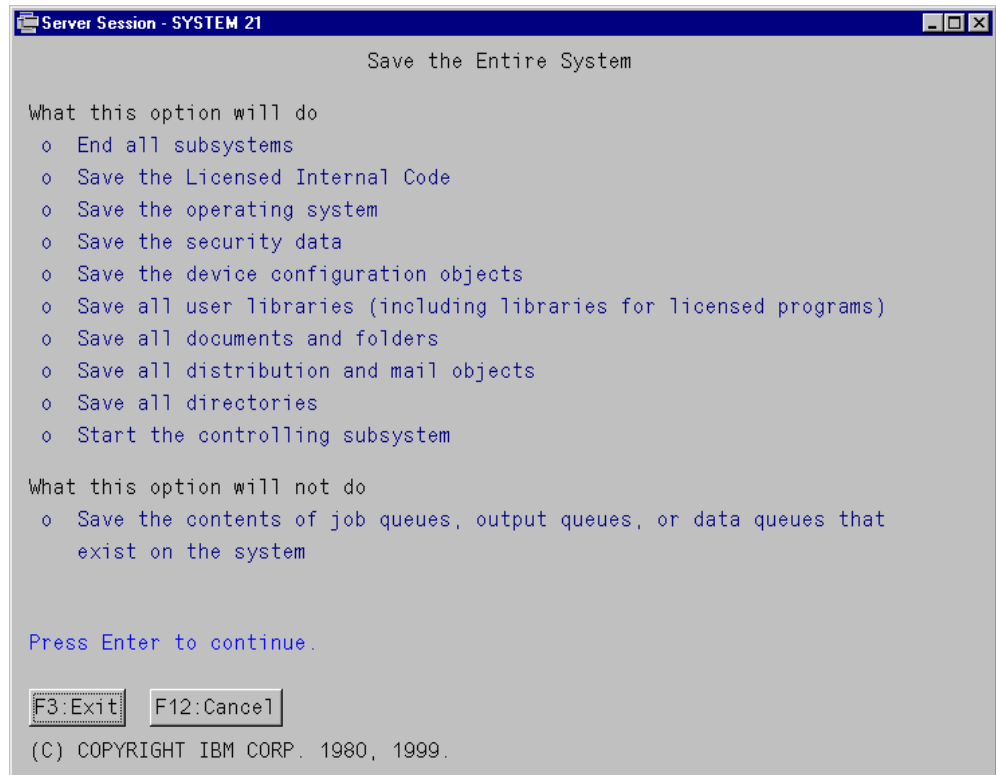 Server Session - SYSTEM 21
Save the Entire System
What this option will do
o End all subsystems
o Save the Licensed Internal Code
o Save the operating system
o Save the security data
o Save the device configuration objects
o Save all user libraries (including libraries for licensed programs)
o Save all documents and folders
o Save all distribution and mail objects
o Save all directories
o Start the controlling subsystem
What this option will not do
o Save the contents of job queues, output queues, or data queues that
exist on the system
Press Enter to continue.
F3:Exit F12:Cancel
(C) COPYRIGHT IBM CORP. 1980, 1999.